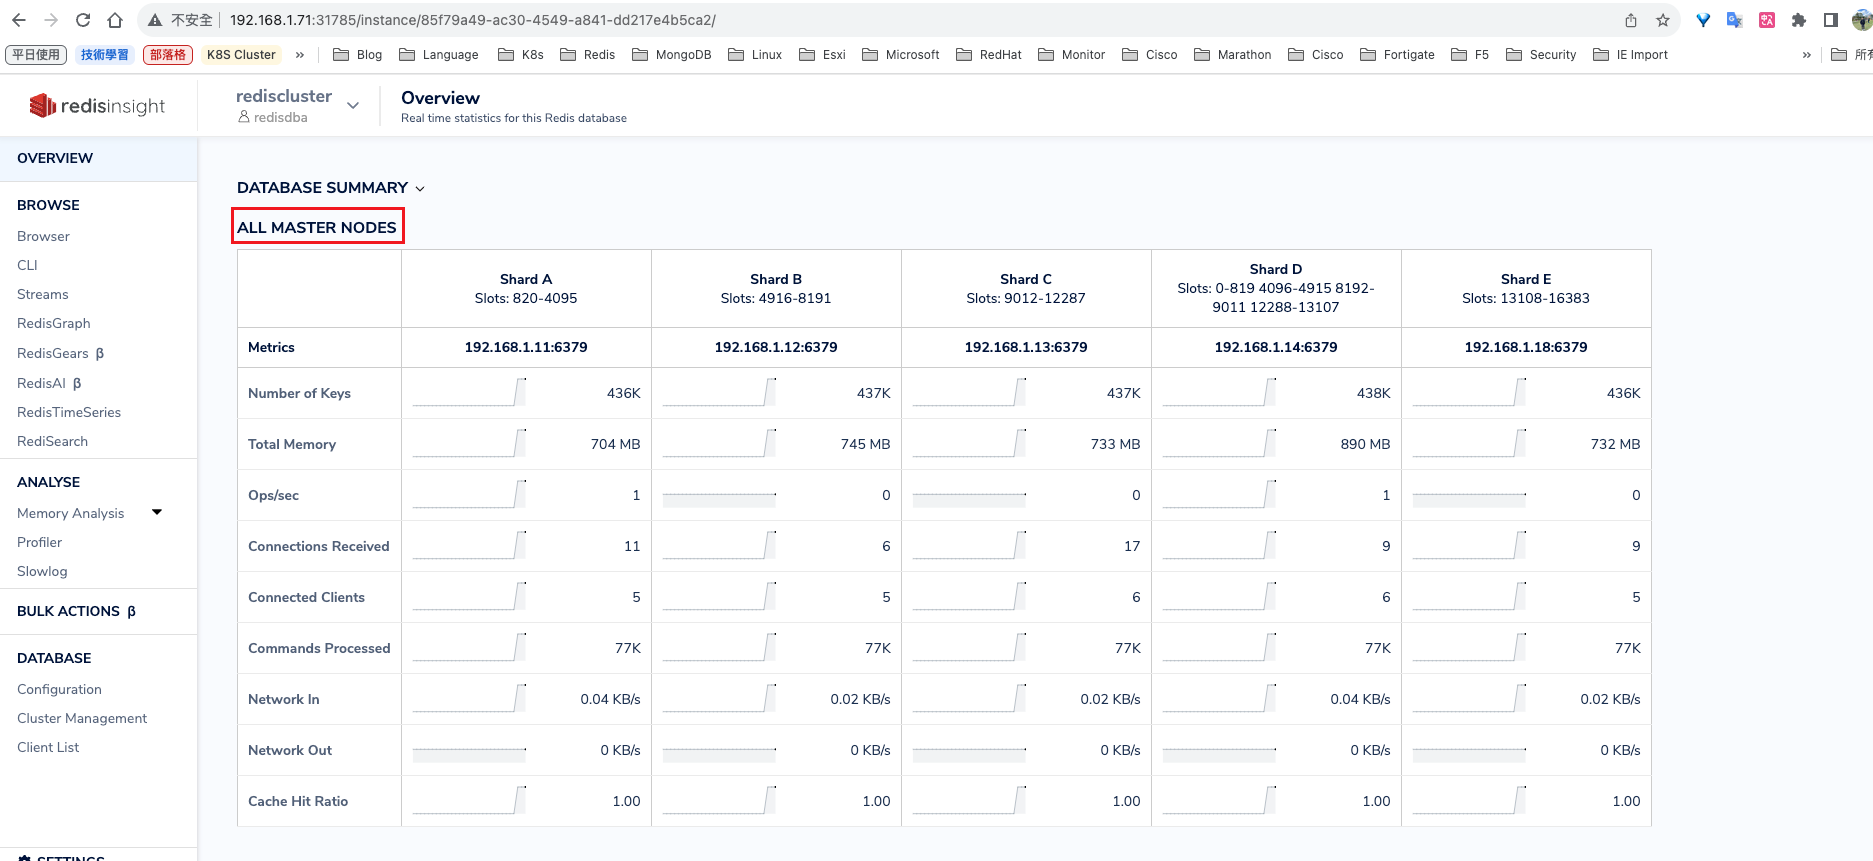 不安全 192.168.1.71:31785/instance/85f79a49-ac30-4549-a841-dd217e4b5ca2/
平日使用 技術學習 部落格 K8S Cluster » Blog Language K8s Redis MongoDB Linux Esxi Microsoft RedHat Monitor Cisco Marathon Cisco Fortigate F5 Security IE Import » 所有
redisinsight
rediscluster
redisdba
Overview
Real time statistics for this Redis database
OVERVIEW
BROWSE
Browser
CLI
Streams
RedisGraph
RedisGears β
RedisAI β
RedisTimeSeries
RediSearch
ANALYSE
Memory Analysis
Profiler
Slowlog
BULK ACTIONS β
DATABASE
Configuration
Cluster Management
Client List
SETTINGS
DATABASE SUMMARY
ALL MASTER NODES
Shard A Shard B Shard C Shard D Shard E
Slots: 820-4095 Slots: 4916-8191 Slots: 9012-12287 Slots: 0-819 4096-4915 8192- Slots: 13108-16383
9011 12288-13107
Metrics 192.168.1.11:6379 192.168.1.12:6379 192.168.1.13:6379 192.168.1.14:6379 192.168.1.18:6379
Number of Keys 436K 437K 437K 438K 436K
Total Memory 704 MB 745 MB 733 MB 890 MB 732 MB
Ops/sec 1 0 0 1 0
Connections Received 11 6 17 9 9
Connected Clients 5 5 6 6 5
Commands Processed 77K 77K 77K 77K 77K
Network In 0.04 KB/s 0.02 KB/s 0.02 KB/s 0.04 KB/s 0.02 KB/s
Network Out 0 KB/s 0 KB/s 0 KB/s 0 KB/s 0 KB/s
Cache Hit Ratio 1.00 1.00 1.00 1.00 1.00